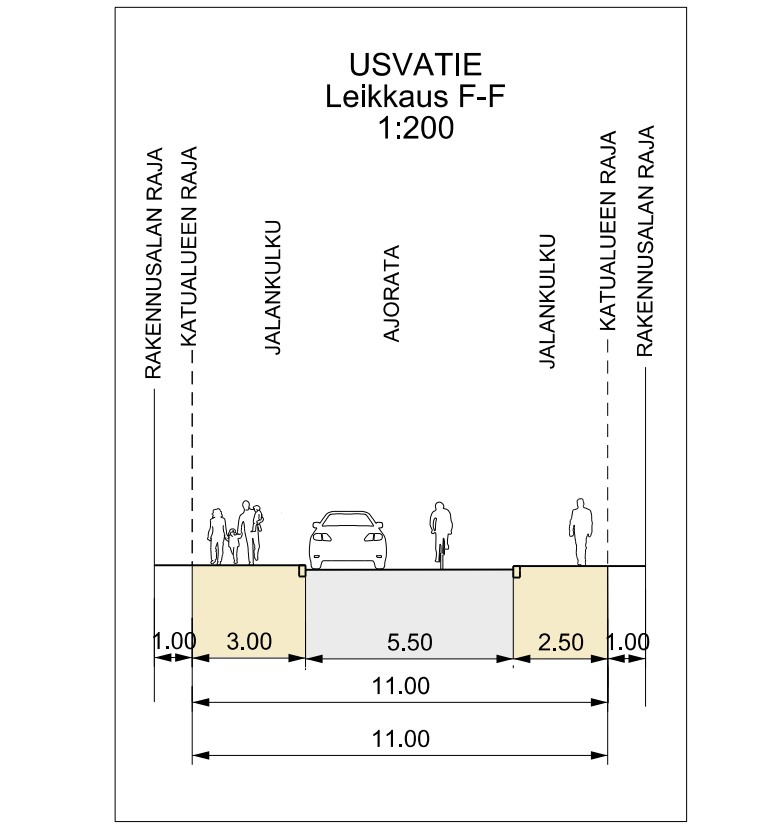 USVATIE
Leikkaus F-F
1:200
RAKENNUSALAN RAJA
KATUALUEEN RAJA
JALANKULKU
AJORATA
JALANKULKU
KATUALUEEN RAJA
RAKENNUSALAN RAJA
1.00
3.00
5.50
2.50
1.00
11.00
11.00